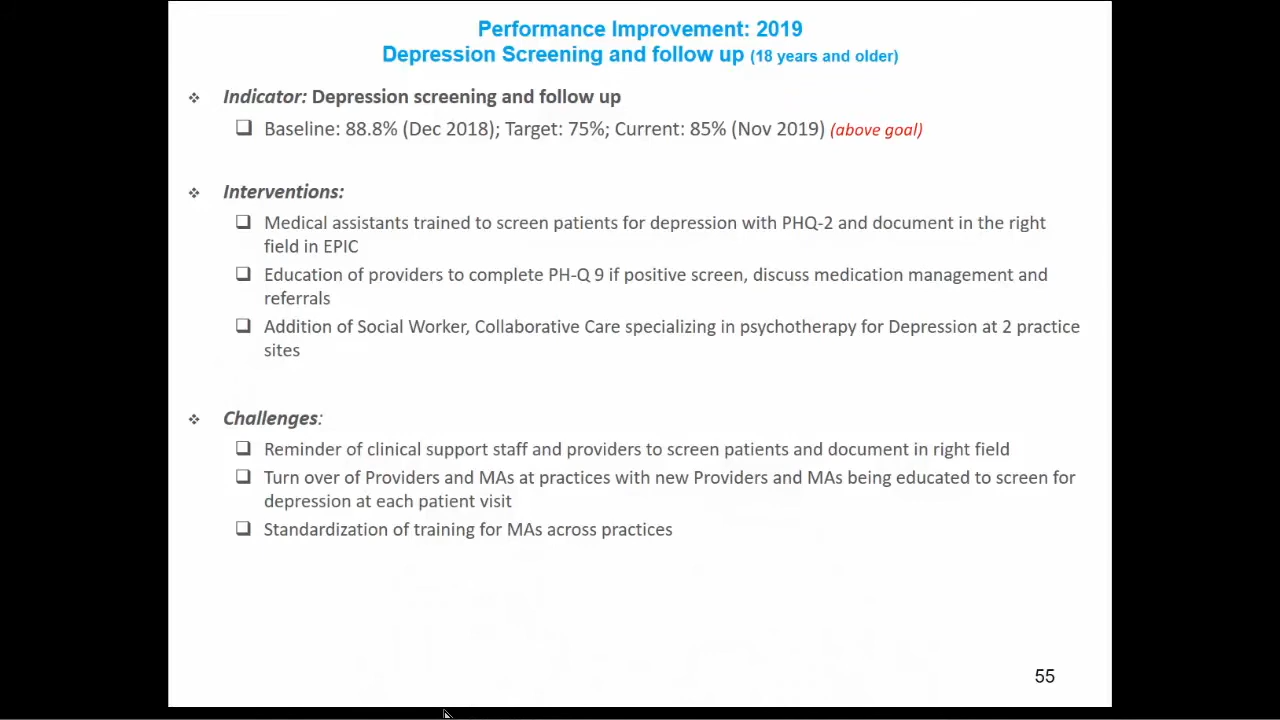 Performance Improvement: 2019
Depression Screening and follow up (18 years and older)
Indicator: Depression screening and follow up
Baseline: 88.8% (Dec 2018); Target: 75%; Current: 85% (Nov 2019) (above goal)
Interventions:
Medical assistants trained to screen patients for depression with PHQ-2 and document in the right
field in EPIC
Education of providers to complete PH-Q 9 if positive screen, discuss medication management and
referrals
Addition of Social Worker, Collaborative Care specializing in psychotherapy for Depression at 2 practice
sites
Challenges:
Reminder of clinical support staff and providers to screen patients and document in right field
Turn over of Providers and MAs at practices with new Providers and MAs being educated to screen for
depression at each patient visit
Standardization of training for MAs across practices
55